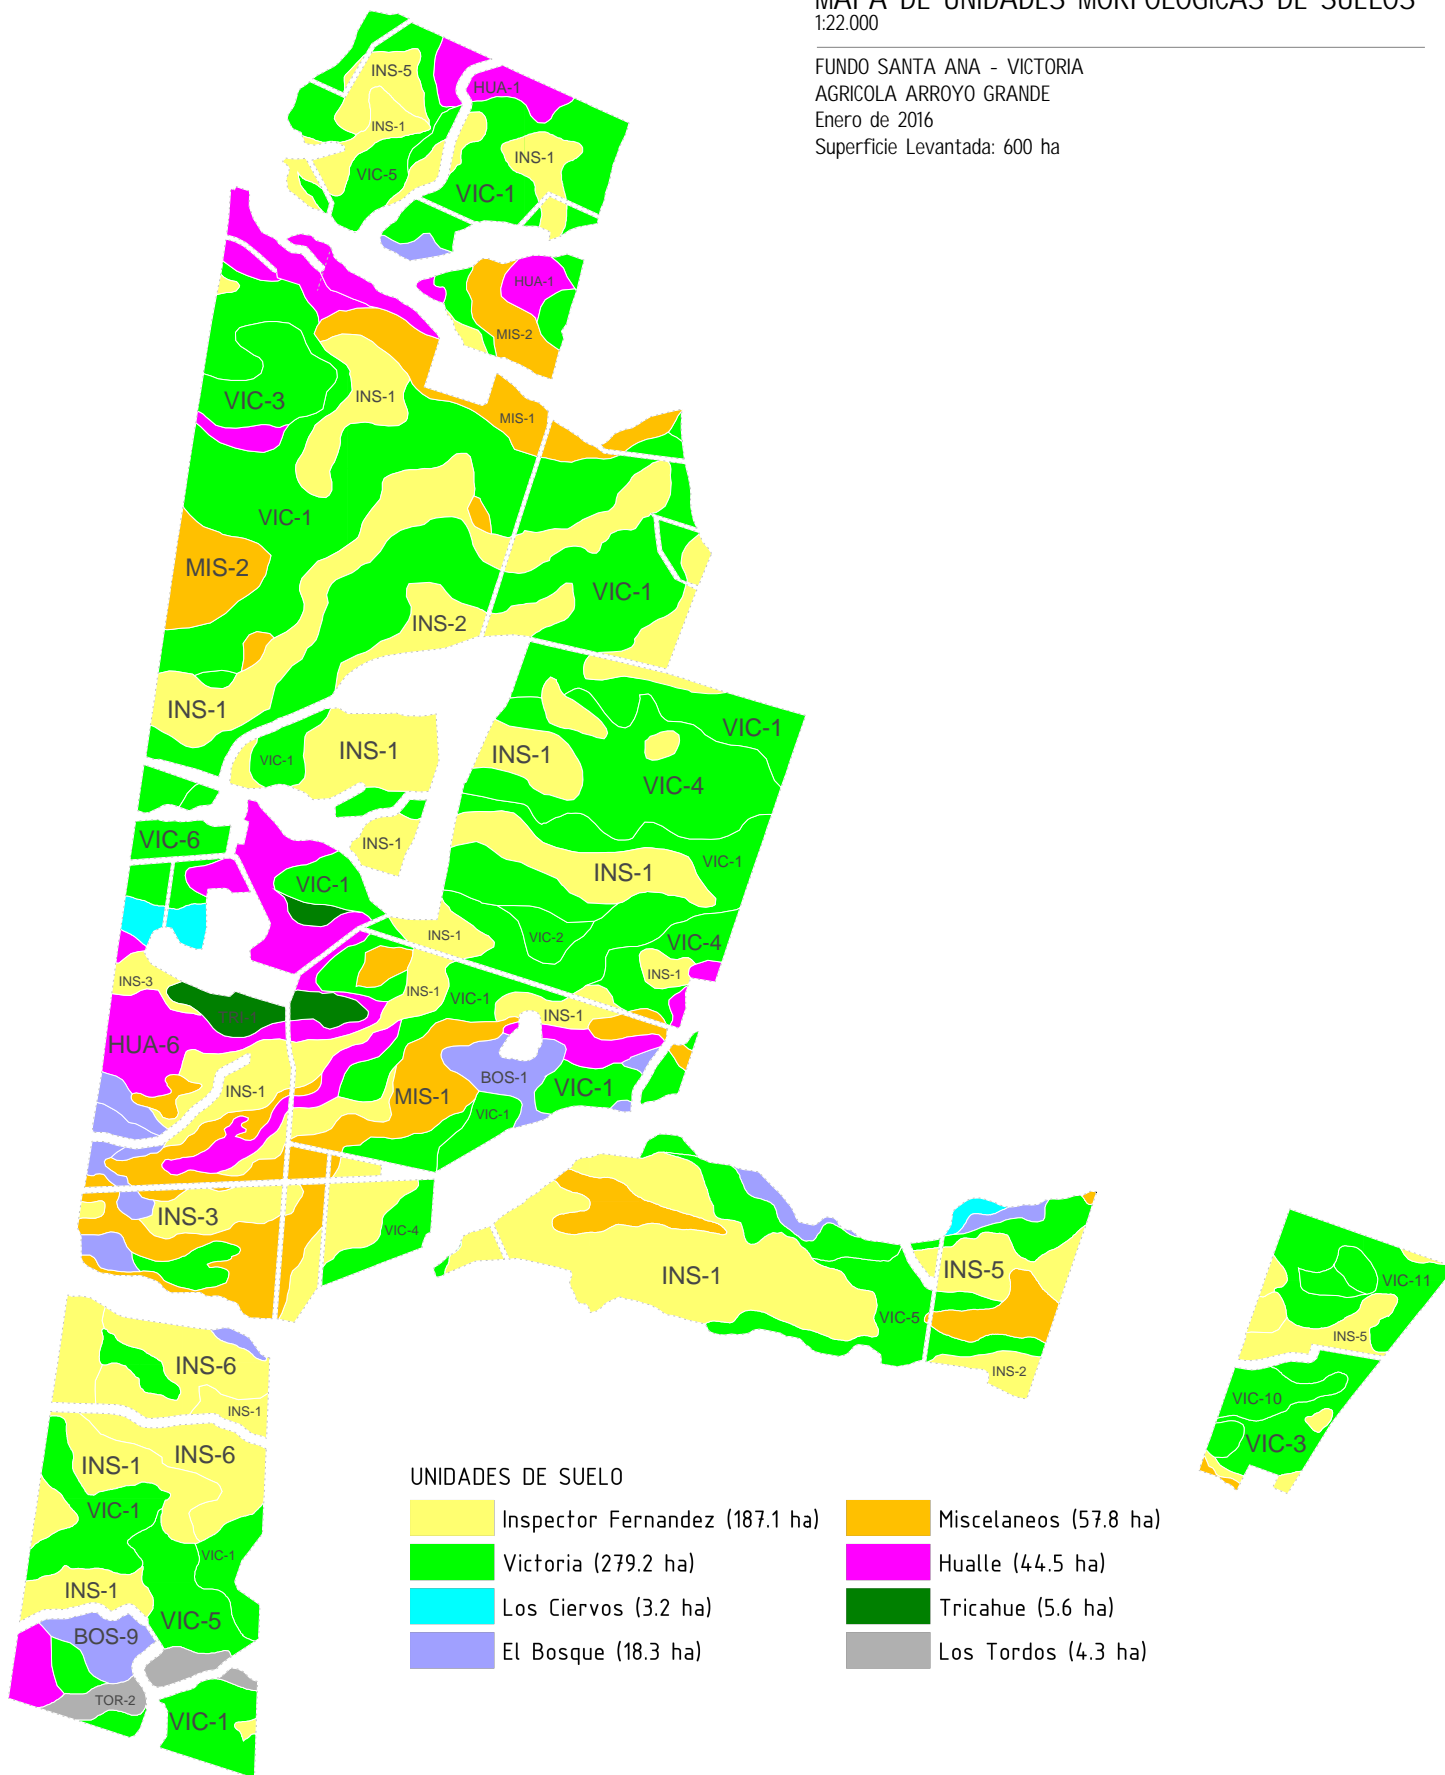 MAPA DE UNIDADES MORFOLOGICAS DE SUELOS
1:22.000
FUNDO SANTA ANA - VICTORIA
AGRICOLA ARROYO GRANDE
Enero de 2016
Superficie Levantada: 600 ha
INS-5
HUA-1
INS-1
INS-1
VIC-5
VIC-1
HUA-1
MIS-2
INS-1
VIC-3
MIS-1
VIC-1
MIS-2
VIC-1
INS-2
INS-1
VIC-1
INS-1
VIC-1
INS-1
VIC-4
VIC-6
INS-1
VIC-1
INS-1
VIC-1
INS-1
VIC-2
VIC-4
INS-1
INS-3
INS-1
VIC-1
TRI-1
INS-1
HUA-6
BOS-1
VIC-1
INS-1
MIS-1
VIC-1
INS-3
VIC-4
INS-1
INS-5
VIC-11
VIC-5
INS-5
INS-6
INS-2
VIC-10
INS-1
VIC-3
INS-6
INS-1
VIC-1
VIC-1
INS-1
VIC-5
BOS-9
TOR-2
VIC-1
UNIDADES DE SUELO
Inspector Fernandez (187.1 ha)
Victoria (279.2 ha)
Los Ciervos (3.2 ha)
El Bosque (18.3 ha)
Miscelaneos (57.8 ha)
Hualle (44.5 ha)
Tricahue (5.6 ha)
Los Tordos (4.3 ha)